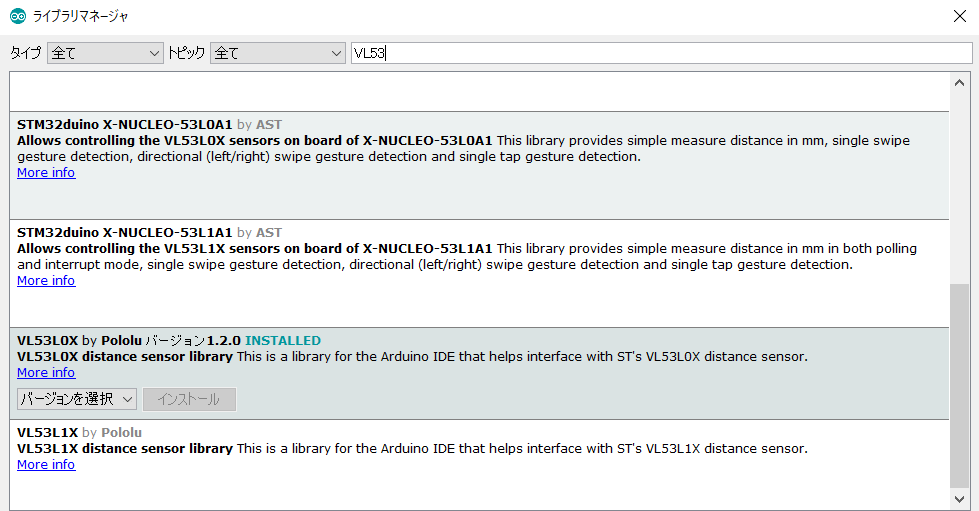 ライブラリマネージャ
タイプ 全て トピック 全て VL53
STM32duino X-NUCLEO-53L0A1 by AST
Allows controlling the VL53L0X sensors on board of X-NUCLEO-53L0A1 This library provides simple measure distance in mm, single swipe
gesture detection, directional (left/right) swipe gesture detection and single tap gesture detection.
More info
STM32duino X-NUCLEO-53L1A1 by AST
Allows controlling the VL53L1X sensors on board of X-NUCLEO-53L1A1 This library provides simple measure distance in mm in both polling
and interrupt mode, single swipe gesture detection, directional (left/right) swipe gesture detection and single tap gesture detection.
More info
VL53L0X by Pololu バージョン1.2.0 INSTALLED
VL53L0X distance sensor library This is a library for the Arduino IDE that helps interface with ST's VL53L0X distance sensor.
More info
バージョンを選択 インストール
VL53L1X by Pololu
VL53L1X distance sensor library This is a library for the Arduino IDE that helps interface with ST's VL53L1X distance sensor.
More info